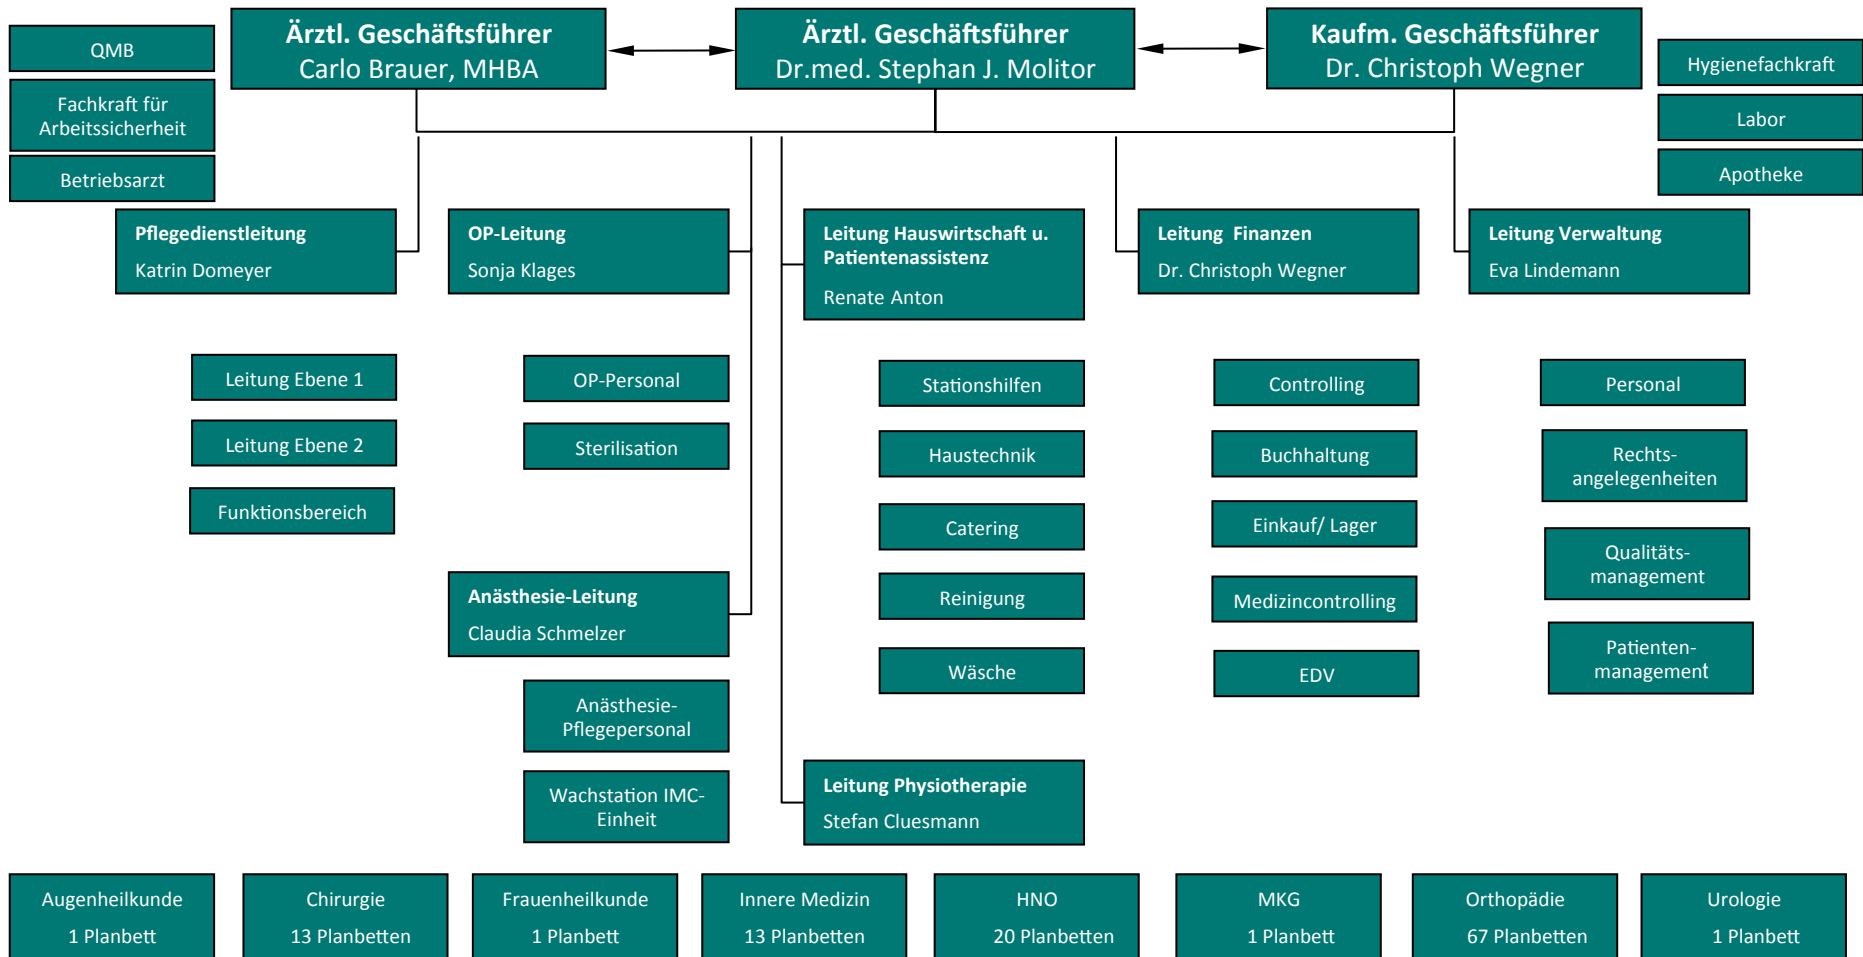 QMB
Fachkraft für
Arbeitssicherheit
Betriebsarzt
Ärztl. Geschäftsführer
Carlo Brauer, MHBA
Ärztl. Geschäftsführer
Dr.med. Stephan J. Molitor
Kaufm. Geschäftsführer
Dr. Christoph Wegner
Hygienefachkraft
Labor
Apotheke
Pflegedienstleitung
Katrin Domeyer
OP-Leitung
Sonja Klages
Leitung Hauswirtschaft u.
Patientenassistenz
Renate Anton
Leitung  Finanzen
Dr. Christoph Wegner
Leitung Verwaltung
Eva Lindemann
Leitung Ebene 1
Leitung Ebene 2
Funktionsbereich
OP-Personal
Sterilisation
Anästhesie-Leitung
Claudia Schmelzer
Anästhesie-
Pflegepersonal
Wachstation IMC-
Einheit
Stationshilfen
Haustechnik
Catering
Reinigung
Wäsche
Leitung Physiotherapie
Stefan Cluesmann
Controlling
Buchhaltung
Einkauf/ Lager
Medizincontrolling
EDV
Personal
Rechts-
angelegenheiten
Qualitäts-
management
Patienten-
management
Augenheilkunde
1 Planbett
Chirurgie
13 Planbetten
Frauenheilkunde
1 Planbett
Innere Medizin
13 Planbetten
HNO
20 Planbetten
MKG
1 Planbett
Orthopädie
67 Planbetten
Urologie
1 Planbett